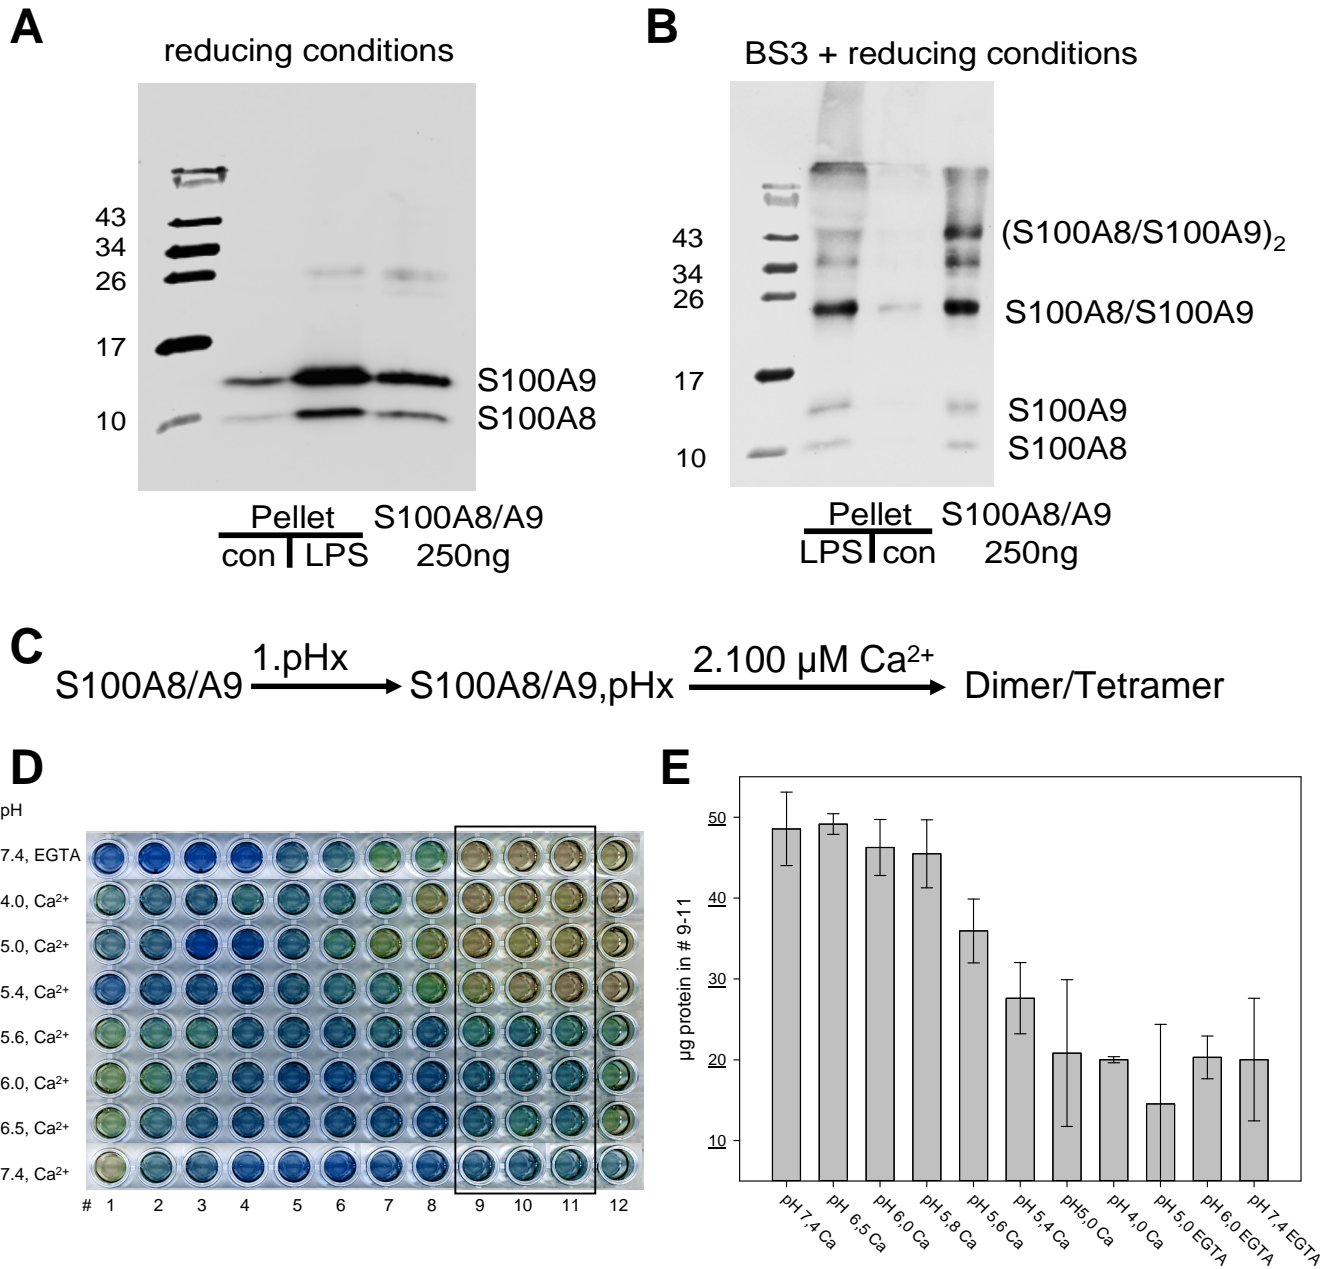 A
reducing conditions
43
34
26
17
10
S100A9
S100A8
Pellet S100A8/A9
con LPS 250ng
B
BS3 + reducing conditions
43
34
26
17
10
(S100A8/S100A9)2
S100A8/S100A9
S100A9
S100A8
Pellet S100A8/A9
LPS con 250ng
C
S100A8/A9 1.pHx S100A8/A9,pHx 2.100 µM Ca2+ Dimer/Tetramer
D
pH
7.4, EGTA
4.0, Ca2+
5.0, Ca2+
5.4, Ca2+
5.6, Ca2+
6.0, Ca2+
6.5, Ca2+
7.4, Ca2+
# 1 2 3 4 5 6 7 8 9 10 11 12
E
µg protein in # 9-11
50
40
30
20
10
pH 7,4 Ca
pH 6,5 Ca
pH 6,0 Ca
pH 5,8 Ca
pH 5,6 Ca
pH 5,4 Ca
pH5,0 Ca
pH 4,0 Ca
pH 5,0 EGTA
pH 6,0 EGTA
pH 7,4 EGTA